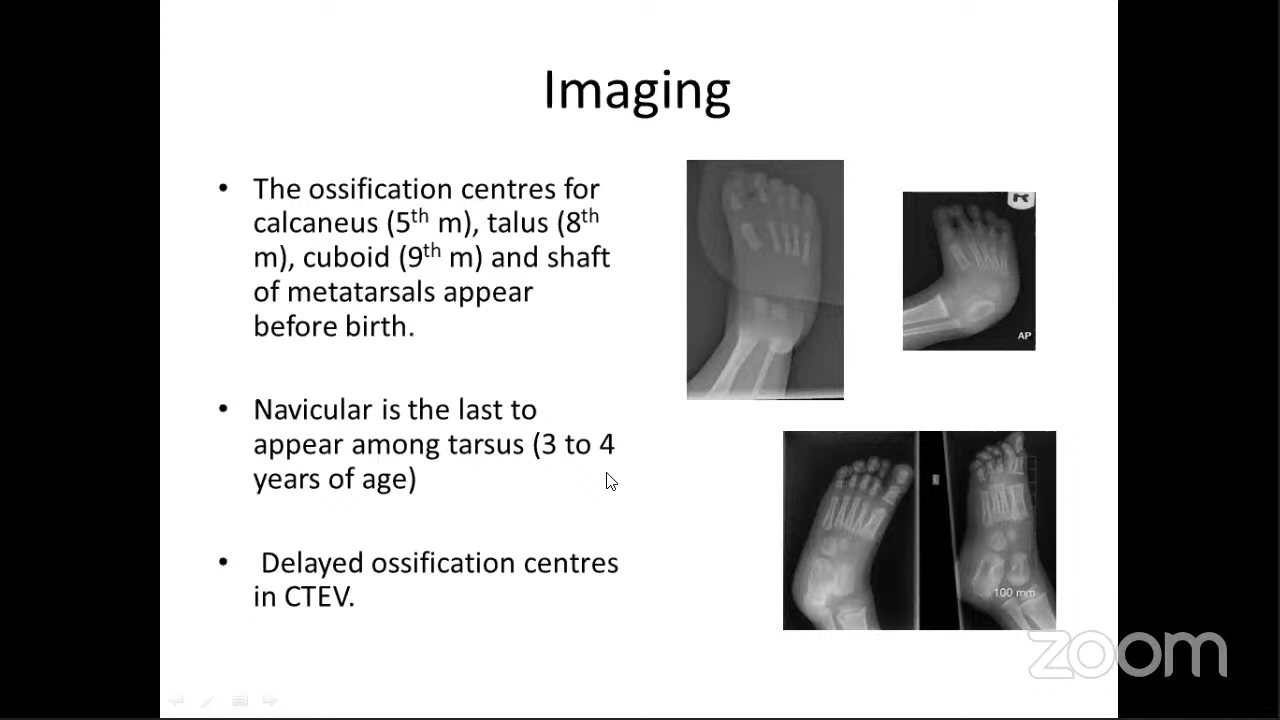 Imaging
• The ossification centres for
calcaneus (5th m), talus (8th
m), cuboid (9th m) and shaft
of metatarsals appear
before birth.
• Navicular is the last to
appear among tarsus (3 to 4
years of age)
• Delayed ossification centres
in CTEV.
R
AP
100 mm
zoom